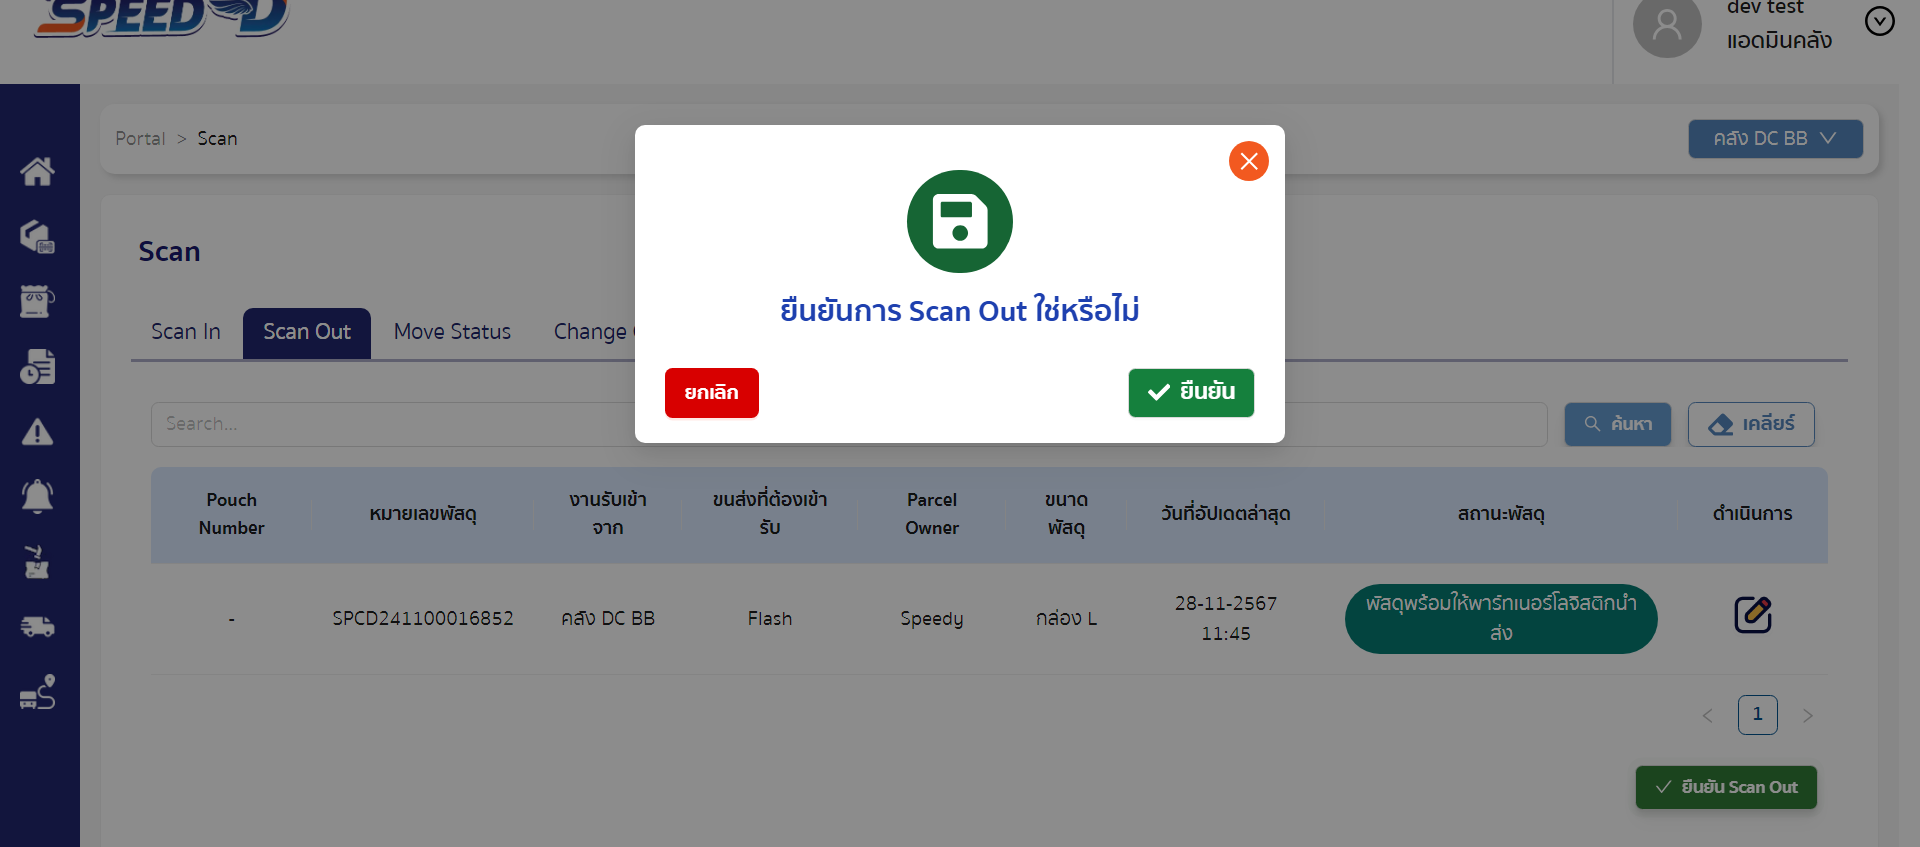 SPEED D
dev test
แอดมินคลัง
Portal > Scan
คลัง DC BB
Scan
Scan In
Scan Out
Move Status
Change
ยืนยันการ Scan Out ใช่หรือไม่
ยกเลิก
ยืนยัน
Search...
ค้นหา
เคลียร์
Pouch
Number
หมายเลขพัสดุ
งานรับเข้า
จาก
ขนส่งที่ต้องเข้า
รับ
Parcel
Owner
ขนาด
พัสดุ
วันที่อัปเดตล่าสุด
สถานะพัสดุ
ดำเนินการ
-
SPCD241100016852
คลัง DC BB
Flash
Speedy
กล่อง L
28-11-2567
11:45
พัสดุพร้อมให้พาร์ทเนอร์โลจิสติกนำ
ส่ง
< 1 >
ยืนยัน Scan Out